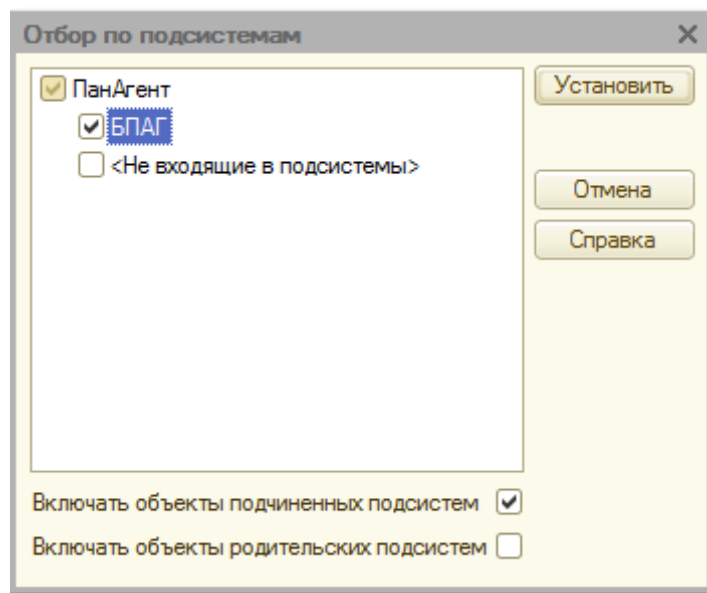 Отбор по подсистемам
ПанАгент
БПАГ
<Не входящие в подсистемы>
Установить
Отмена
Справка
Включать объекты подчиненных подсистем
Включать объекты родительских подсистем